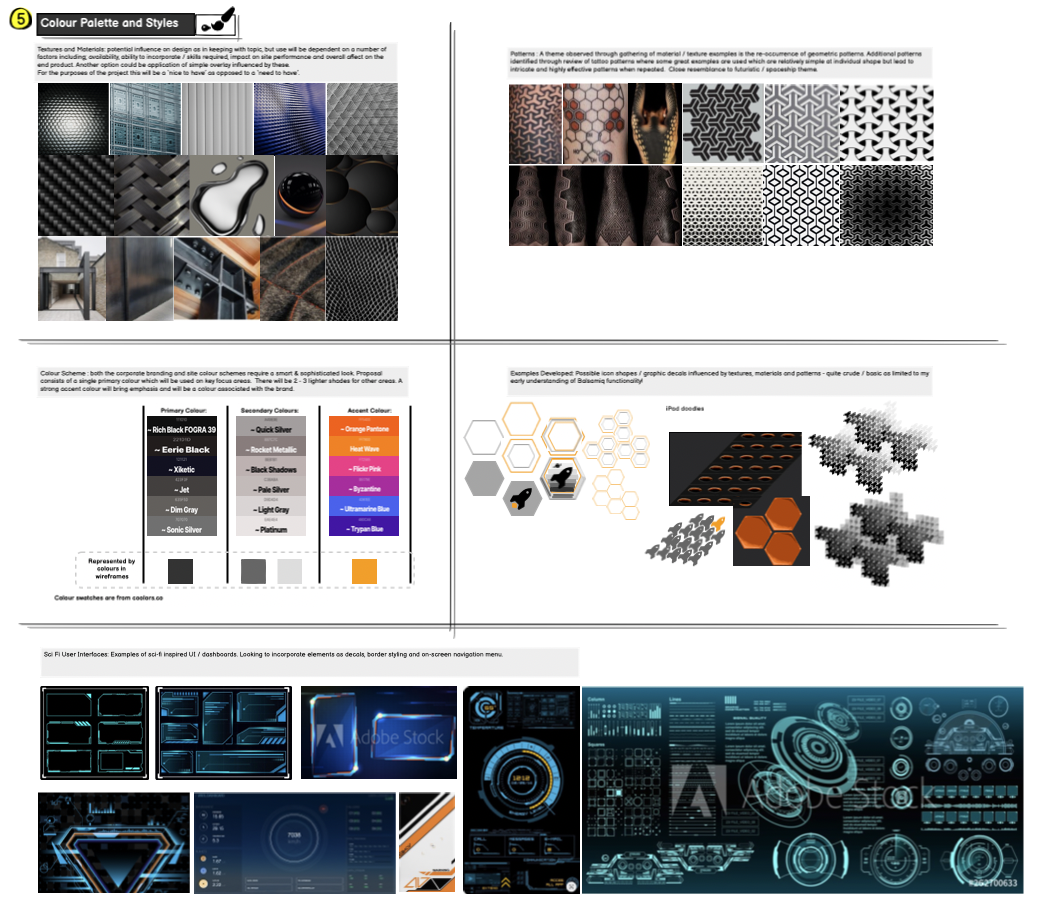 5
Colour Palette and Styles
Textures and Materials: potential influence on design as in keeping with topic, but use will be dependent on a number of
factors including, availability, ability to incorporate / skills required, impact on site performance and overall affect on the
end product. Another option could be application of simple overlay influenced by these.
For the purposes of the project this will be a 'nice to have' as opposed to a 'need to have'.
Patterns : A theme observed through gathering of material / texture examples is the re-occurence of geometric patterns. Additional patterns
identified through review of tattoo patterns where some great examples are used which are relatively simple at individual shape but lead to
intricate and highly effective patterns when repeated. Close resemblance to futuristic / spaceship theme.
Colour Scheme : both the corporate branding and site colour schemes require a smart & sophisticated look. Proposal
consists of a single primary colour which will be used on key focus areas. There will be 2 - 3 lighter shades for other areas. A
strong accent colour will bring emphasis and will be a colour associated with the brand.
Primary Colour:
~ Rich Black FOGRA 39
~ Eerie Black
~ Xiketic
~ Jet
~ Dim Gray
~ Sonic Silver
Secondary Colours:
~ Quick Silver
~ Rocket Metallic
~ Black Shadows
~ Pale Silver
~ Light Gray
~ Platinum
Accent Colour:
~ Orange Pantone
Heat Wave
~ Flickr Pink
~ Byzantine
~ Ultramarine Blue
~ Trypan Blue
Represented by
colours in
wireframes
Colour swatches are from coolors.co
Examples Developed: Possible icon shapes / graphic decals influenced by textures, materials and patterns - quite crude / basic as limited to my
early understanding of Balsamiq functionality!
iPad doodles
Sci Fi User Interfaces: Examples of sci-fi inspired UI / dashboards. Looking to incorporate elements as decals, border styling and on-screen navigation menu.
Adobe Stock
7038
Column
Lines
Squares
Adobe Stock
#262700633